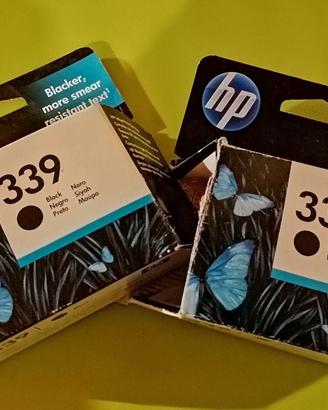 Blacker,
more smear
resistant text¹
339
Black Nero
Negro Siyah
Preto Μαύρο
hp
33